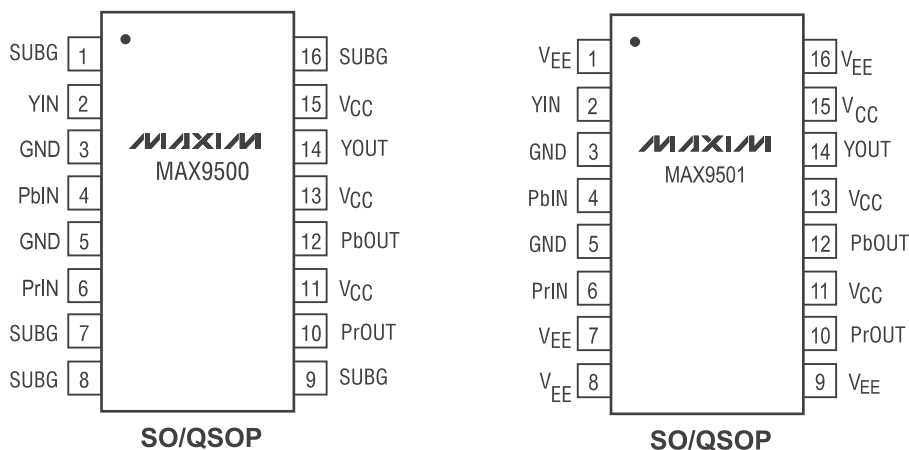 SUBG 1 16 SUBG
YIN 2 15 VCC
GND 3 MAXIM 14 YOUT
MAX9500
PbIN 4 13 VCC
GND 5 12 PbOUT
PrIN 6 11 VCC
SUBG 7 10 PrOUT
SUBG 8 9 SUBG
SO/QSOP
VEE 1 16 VEE
YIN 2 15 VCC
GND 3 MAXIM 14 YOUT
MAX9501
PbIN 4 13 VCC
GND 5 12 PbOUT
PrIN 6 11 VCC
VEE 7 10 PrOUT
VEE 8 9 VEE
SO/QSOP